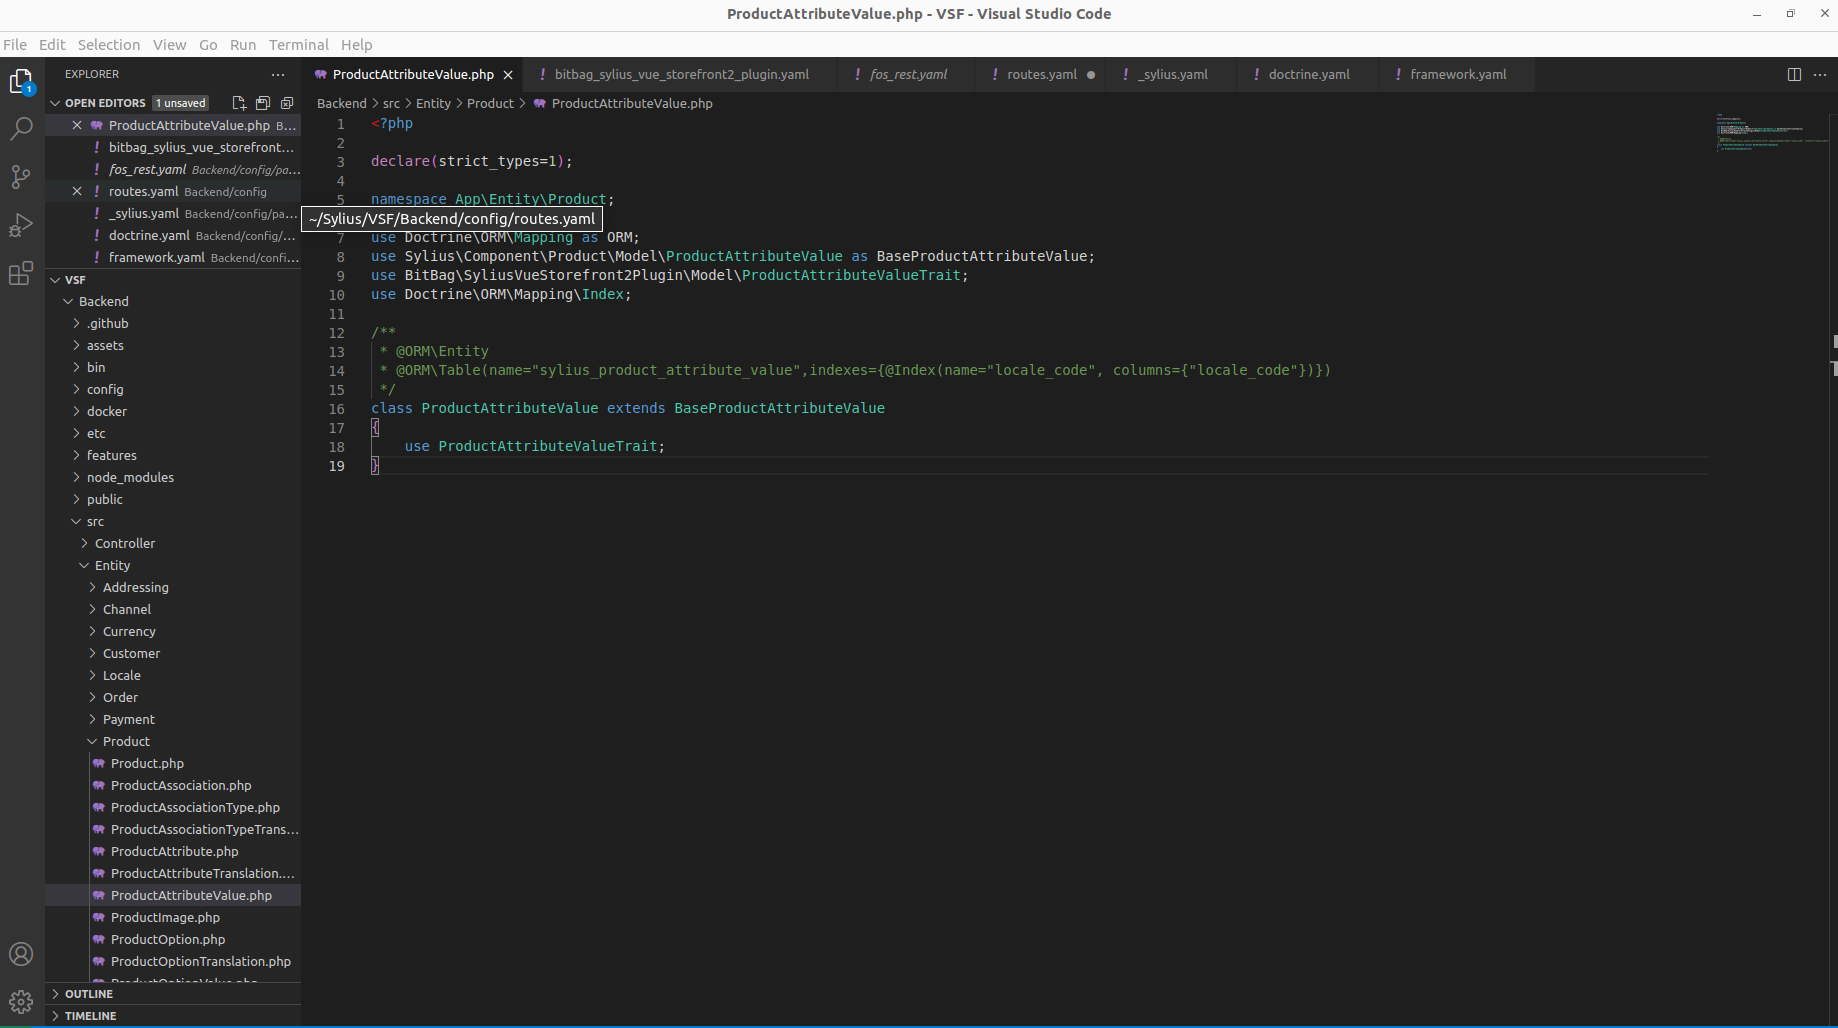 ProductAttributeValue.php - VSF - Visual Studio Code
File Edit Selection View Go Run Terminal Help
EXPLORER
1
OPEN EDITORS 1 unsaved
ProductAttributeValue.php B...
bitbag_sylius_vue_storefront...
fos_rest.yaml Backend/config/pa...
routes.yaml Backend/config
_sylius.yaml Backend/config/pa...
doctrine.yaml Backend/config/...
framework.yaml Backend/confi...
VSF
Backend
.github
assets
bin
config
docker
etc
features
node_modules
public
src
Controller
Entity
Addressing
Channel
Currency
Customer
Locale
Order
Payment
Product
Product.php
ProductAssociation.php
ProductAssociationType.php
ProductAssociationTypeTrans...
ProductAttribute.php
ProductAttributeTranslation....
ProductAttributeValue.php
ProductImage.php
ProductOption.php
ProductOptionTranslation.php
OUTLINE
TIMELINE
ProductAttributeValue.php bitbag_sylius_vue_storefront2_plugin.yaml fos_rest.yaml routes.yaml _sylius.yaml doctrine.yaml framework.yaml
Backend > src > Entity > Product > ProductAttributeValue.php
1 <?php
2
3 declare(strict_types=1);
4
5 namespace App\Entity\Product;
~/Sylius/VSF/Backend/config/routes.yaml
7 use Doctrine\ORM\Mapping as ORM;
8 use Sylius\Component\Product\Model\ProductAttributeValue as BaseProductAttributeValue;
9 use BitBag\SyliusVueStorefront2Plugin\Model\ProductAttributeValueTrait;
10 use Doctrine\ORM\Mapping\Index;
11
12 /**
13 * @ORM\Entity
14 * @ORM\Table(name="sylius_product_attribute_value",indexes={@Index(name="locale_code", columns={"locale_code"})})
15 */
16 class ProductAttributeValue extends BaseProductAttributeValue
17 {
18 use ProductAttributeValueTrait;
19 }